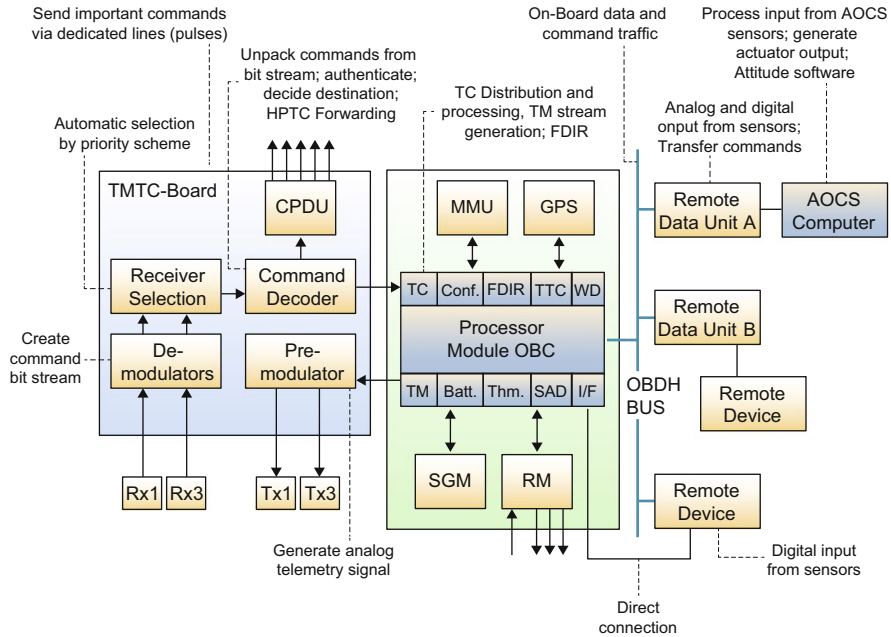 Send important commands
via dedicated lines (pulses)
On-Board data and
command traffic
Process input from AOCS
sensors; generate
actuator output;
Attitude software
Unpack commands from
bit stream; authenticate;
decide destination;
HPTC Forwarding
TC Distribution and
processing, TM stream
generation; FDIR
Analog and digital
onput from sensors;
Transfer commands
Automatic selection
by priority scheme
TMTC-Board
CPDU
MMU
GPS
Remote
Data Unit A
AOCS
Computer
Receiver
Selection
Command
Decoder
TC
Conf.
FDIR
TTC
WD
Processor
Module OBC
Remote
Data Unit B
Create
command
bit stream
De-
modulators
Pre-
modulator
TM
Batt.
Thm.
SAD
I/F
OBDH
BUS
Remote
Device
Rx1
Rx3
Tx1
Tx3
SGM
RM
Remote
Device
Generate analog
telemetry signal
Digital input
from sensors
Direct
connection